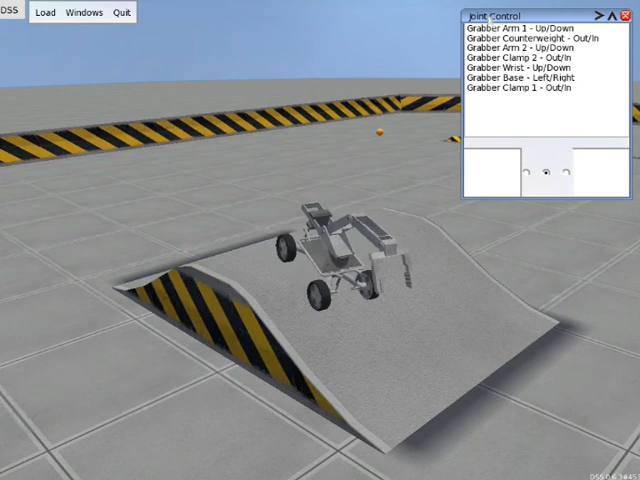 DSS
Load Windows Quit
Joint Control
Grabber Arm 1 - Up/Down
Grabber Counterweight - Out/In
Grabber Arm 2 - Up/Down
Grabber Clamp 2 - Out/In
Grabber Wrist - Up/Down
Grabber Base - Left/Right
Grabber Clamp 1 - Out/In